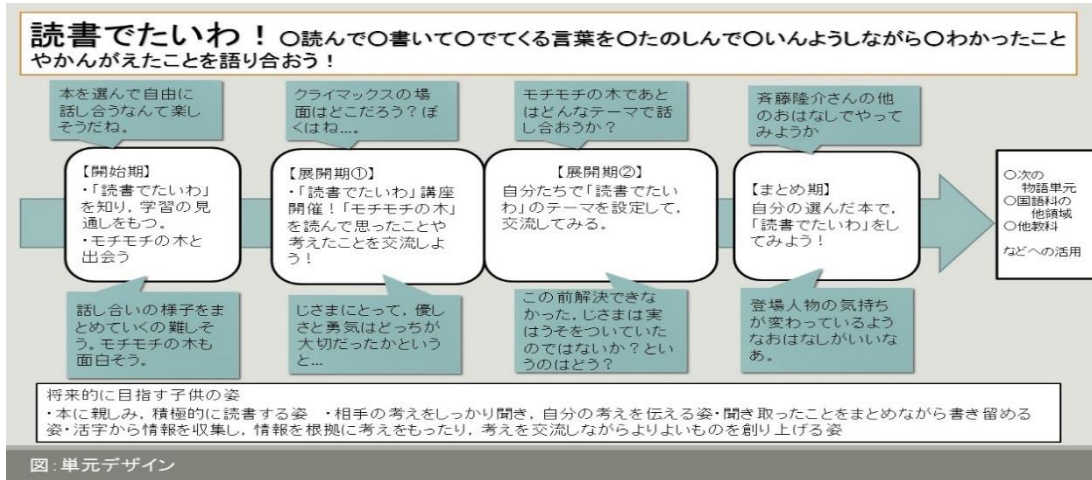 読書でたいわ！○読んで○書いて○でてくる言葉を○たのしんで○いんようしながら○わかったこと
やかんがえたことを語り合おう！
本を選んで自由に
話し合うなんて楽し
そうだね。
クライマックスの場
面はどこだろう？ぼ
くはね…。
モチモチの木であと
はどんなテーマで話
し合おうか？
斉藤隆介さんの他
のおはなしでやって
みようか
【開始期】
・「読書でたいわ」
を知り，学習の見
通しをもつ。
・モチモチの木と
出会う
【展開期①】
・「読書でたいわ」講座
開催！「モチモチの木」
を読んで思ったことや
考えたことを交流しよ
う！
【展開期②】
自分たちで「読書でたい
わ」のテーマを設定して，
交流してみる。
【まとめ期】
自分の選んだ本で，
「読書でたいわ」をし
てみよう！
○次の
物語単元
○国語科の
他領域
○他教科
などへの活用
話し合いの様子をま
とめていくの難しそ
う。モチモチの木も
面白そう。
じさまにとって，優し
さと勇気はどっちが
大切だったかという
と…
この前解決できな
かった，じさまは実
はうそをついていた
のではないか？とい
うのはどう？
登場人物の気持ち
が変わっているよう
なおはなしがいいな
あ。
将来的に目指す子供の姿
・本に親しみ，積極的に読書する姿　・相手の考えをしっかり聞き，自分の考えを伝える姿・聞き取ったことをまとめながら書き留める
姿・活字から情報を収集し，情報を根拠に考えをもったり，考えを交流しながらよりよいものを創り上げる姿
図：単元デザイン